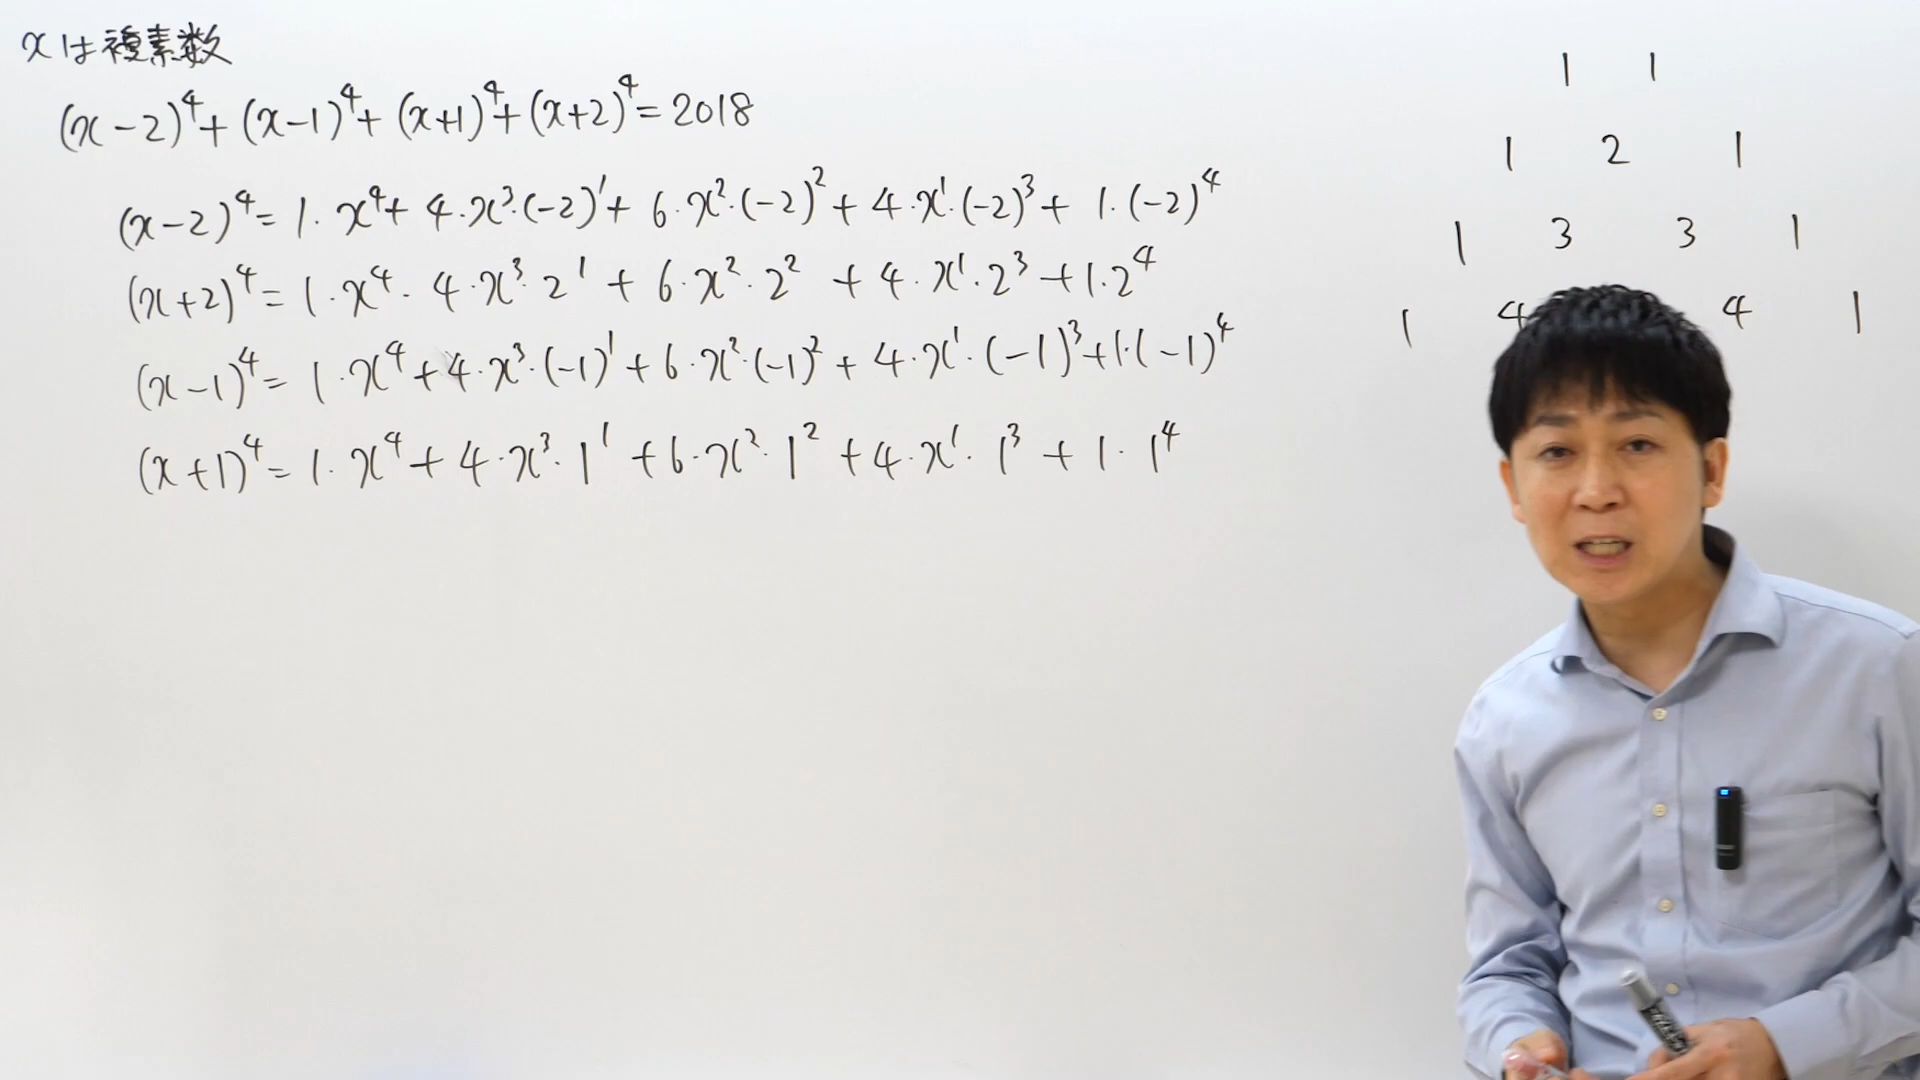 xは複素数
(x-2)⁴+(x-1)⁴+(x+1)⁴+(x+2)⁴=2018
(x-2)⁴=1·x⁴+4·x³·(-2)¹+6·x²·(-2)²+4·x¹·(-2)³+1·(-2)⁴
(x+2)⁴=1·x⁴·4·x³·2¹+6·x²·2²+4·x¹·2³+1·2⁴
(x-1)⁴=1·x⁴+4·x³·(-1)¹+6·x²·(-1)²+4·x¹·(-1)³+1·(-1)⁴
(x+1)⁴=1·x⁴+4·x³·1¹+6·x²·1²+4·x¹·1³+1·1⁴
1 1
1 2 1
1 3 3 1
1 4 4 1